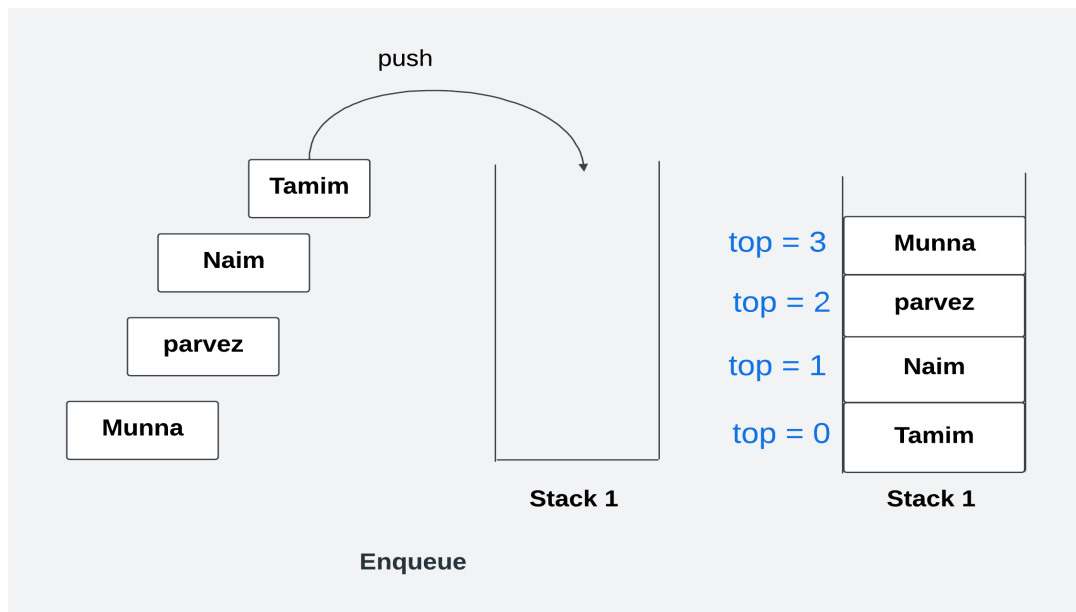 push
Tamim
Naim
parvez
Munna
Stack 1
top = 3
Munna
top = 2
parvez
top = 1
Naim
top = 0
Tamim
Stack 1
Enqueue